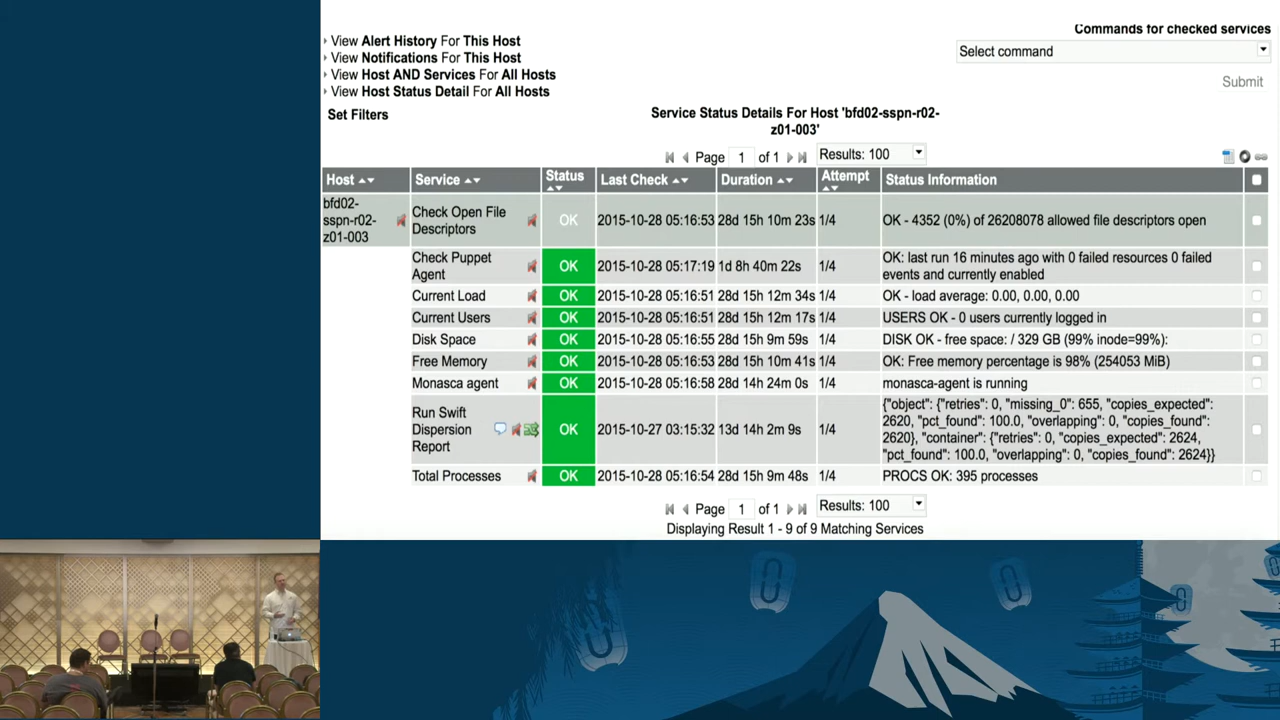 Commands for checked services
View Alert History For This Host
View Notifications For This Host
View Host AND Services For All Hosts
View Host Status Detail For All Hosts
Select command
Submit
Set Filters
Service Status Details For Host 'bfd02-sspn-r02-
z01-003'
Page 1 of 1 Results: 100
Host Service Status Last Check Duration Attempt Status Information
bfd02-
sspn-r02-
z01-003
Check Open File
Descriptors
OK 2015-10-28 05:16:53 28d 15h 10m 23s 1/4 OK - 4352 (0%) of 26208078 allowed file descriptors open
Check Puppet
Agent
OK 2015-10-28 05:17:19 1d 8h 40m 22s 1/4
OK: last run 16 minutes ago with 0 failed resources 0 failed
events and currently enabled
Current Load OK 2015-10-28 05:16:51 28d 15h 12m 34s 1/4 OK - load average: 0.00, 0.00, 0.00
Current Users OK 2015-10-28 05:16:51 28d 15h 12m 17s 1/4 USERS OK - 0 users currently logged in
Disk Space OK 2015-10-28 05:16:55 28d 15h 9m 59s 1/4 DISK OK - free space: / 329 GB (99% inode=99%):
Free Memory OK 2015-10-28 05:16:53 28d 15h 10m 41s 1/4 OK: Free memory percentage is 98% (254053 MiB)
Monasca agent OK 2015-10-28 05:16:58 28d 14h 24m 0s 1/4 monasca-agent is running
Run Swift
Dispersion
Report
OK 2015-10-27 03:15:32 13d 14h 2m 9s 1/4
{"object": {"retries": 0, "missing_0": 655, "copies_expected":
2620, "pct_found": 100.0, "overlapping": 0, "copies_found":
2620}, "container": {"retries": 0, "copies_expected": 2624,
"pct_found": 100.0, "overlapping": 0, "copies_found": 2624}}
Total Processes OK 2015-10-28 05:16:54 28d 15h 9m 48s 1/4 PROCS OK: 395 processes
Page 1 of 1 Results: 100
Displaying Result 1 - 9 of 9 Matching Services